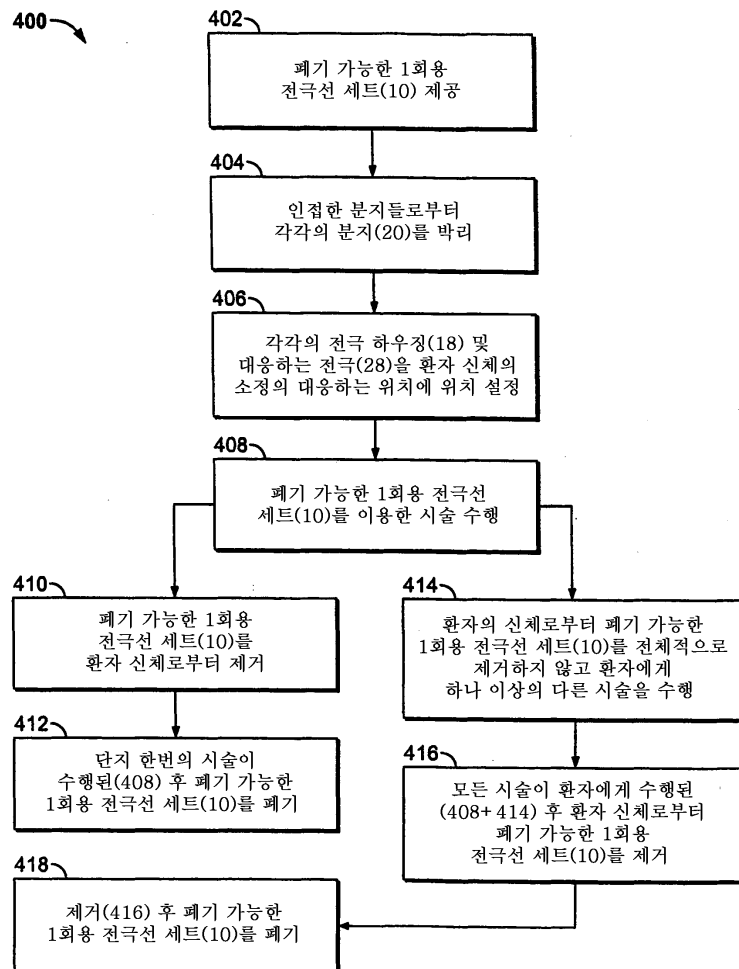 400
402
폐기 가능한 1회용
전극선 세트(10) 제공
404
인접한 분지들로부터
각각의 분지(20)를 박리
406
각각의 전극 하우징(18) 및
대응하는 전극(28)을 환자 신체의
소정의 대응하는 위치에 위치 설정
408
폐기 가능한 1회용 전극선
세트(10)를 이용한 시술 수행
410
폐기 가능한 1회용
전극선 세트(10)를
환자 신체로부터 제거
412
단지 한번의 시술이
수행된(408) 후 폐기 가능한
1회용 전극선 세트(10)를 폐기
414
환자의 신체로부터 폐기 가능한
1회용 전극선 세트(10)를 전체적으로
제거하지 않고 환자에게
하나 이상의 다른 시술을 수행
416
모든 시술이 환자에게 수행된
(408+414) 후 환자 신체로부터
폐기 가능한 1회용
전극선 세트(10)를 제거
418
제거(416) 후 폐기 가능한
1회용 전극선 세트(10)를 폐기